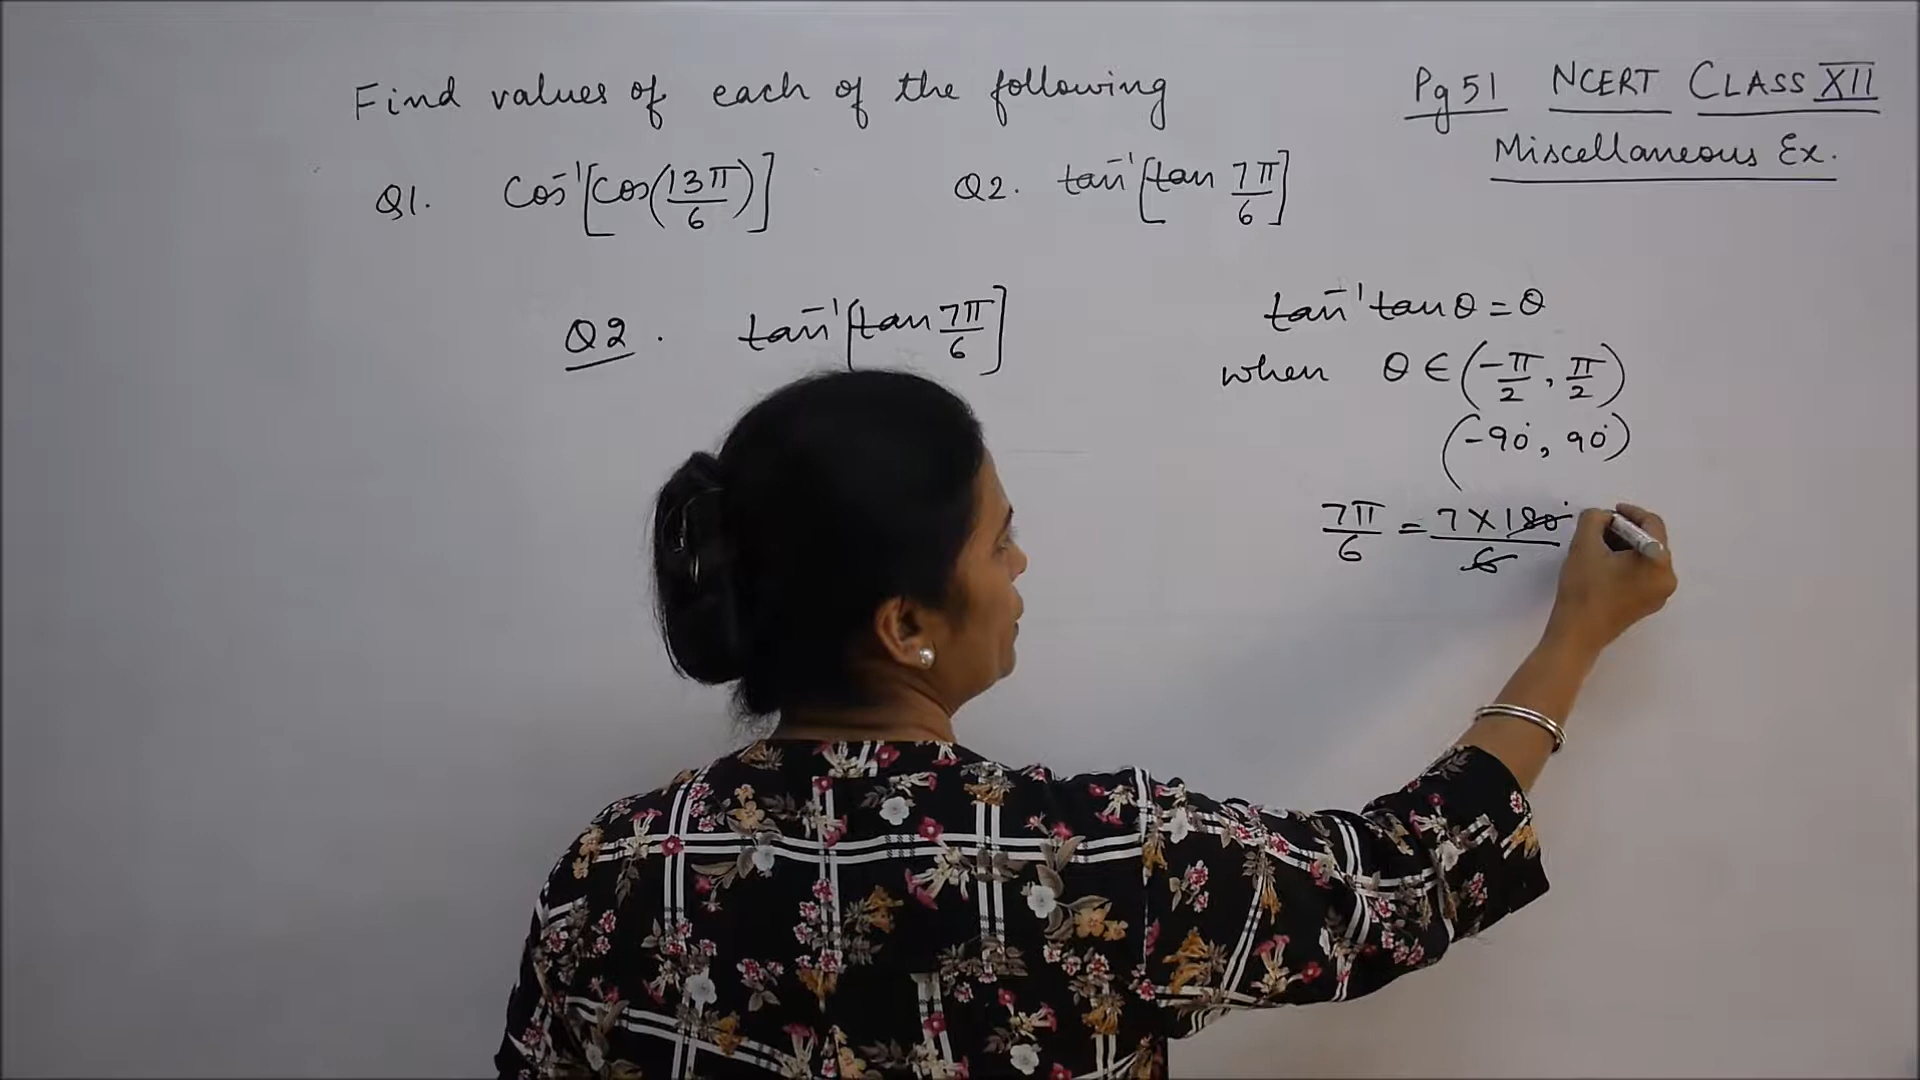 Find values of each of the following
Pg 51 NCERT CLASS XII
Miscellaneous Ex.
Q1. Cos⁻¹[Cos(13π/6)]
Q2. tan⁻¹[tan 7π/6]
Q2. tan⁻¹[tan 7π/6]
tan⁻¹ tan θ = θ
when θ ∈ (-π/2, π/2)
(-90°, 90°)
7π/6 = 7 × 180°/6